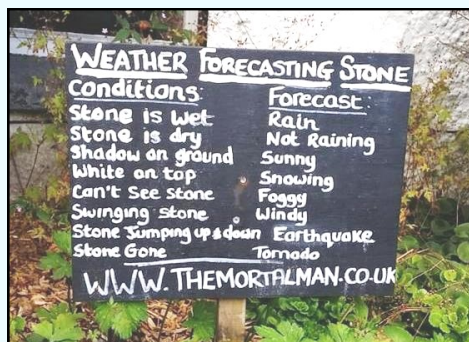 WEATHER FORECASTING STONE
Conditions: Forecast:
Stone is wet Rain
Stone is dry Not Raining
Shadow on ground Sunny
White on top Snowing
Can't See Stone Foggy
Swinging stone Windy
Stone Jumping up & down Earthquake
Stone Gone Tornado
WWW.THEMORTALMAN.CO.UK